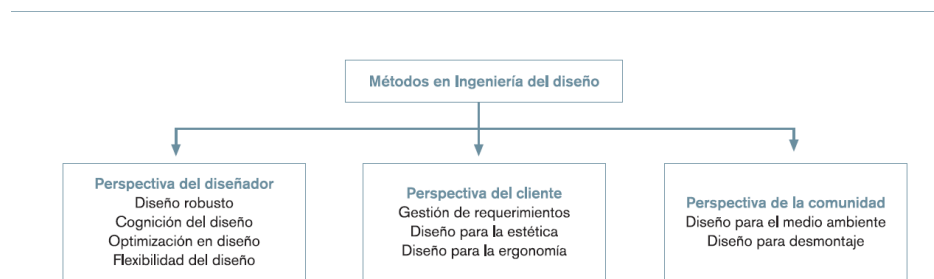 Métodos en Ingeniería del diseño
Perspectiva del diseñador
Diseño robusto
Cognición del diseño
Optimización en diseño
Flexibilidad del diseño
Perspectiva del cliente
Gestión de requerimientos
Diseño para la estética
Diseño para la ergonomía
Perspectiva de la comunidad
Diseño para el medio ambiente
Diseño para desmontaje